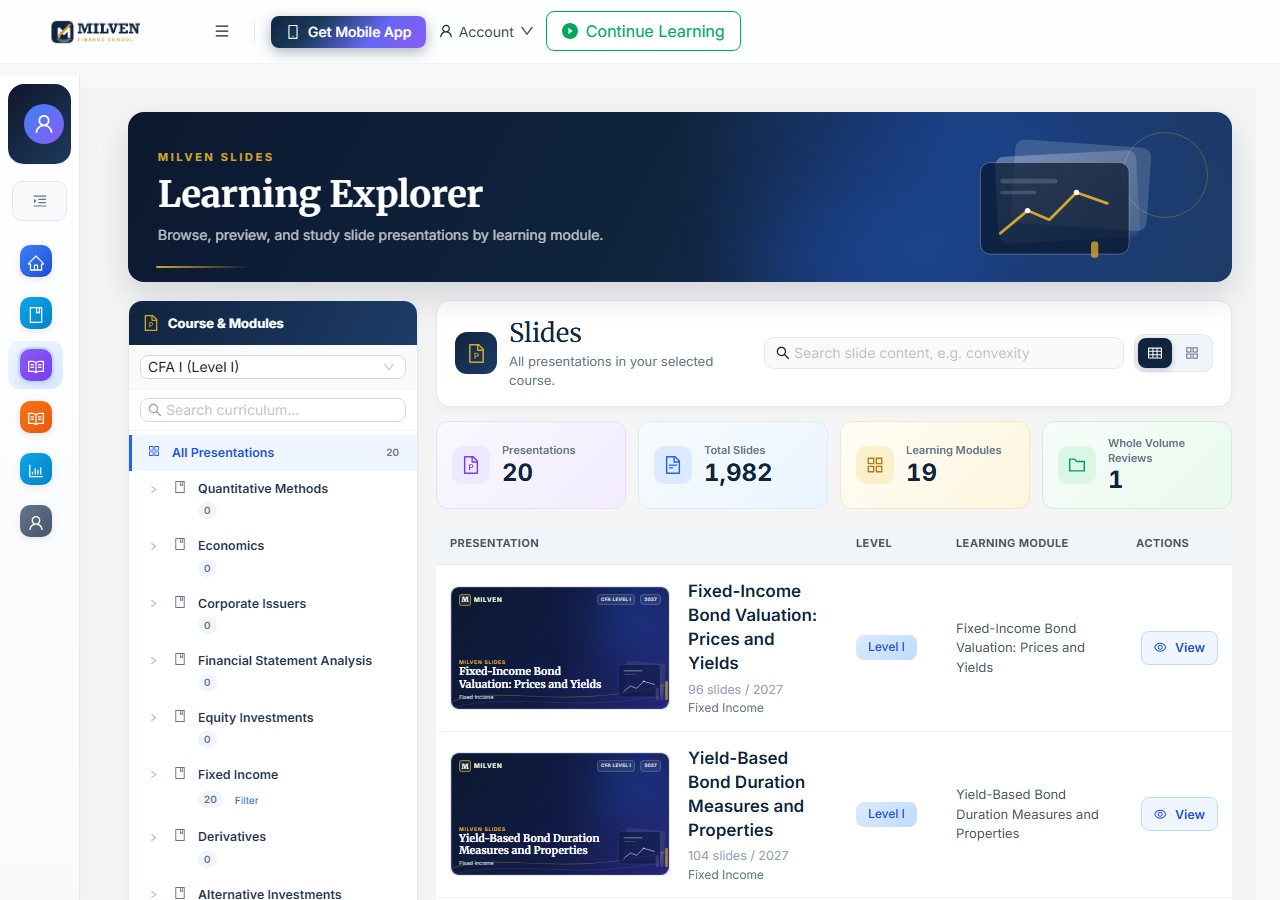 MILVEN
FINANCE SCHOOL
Get Mobile App
Account
Continue Learning
MILVEN SLIDES
Learning Explorer
Browse, preview, and study slide presentations by learning module.
Course & Modules
CFA I (Level I)
Search curriculum...
All Presentations 20
Quantitative Methods
0
Economics
0
Corporate Issuers
0
Financial Statement Analysis
0
Equity Investments
0
Fixed Income
20 Filter
Derivatives
0
Alternative Investments
Slides
All presentations in your selected
course.
Search slide content, e.g. convexity
Presentations
20
Total Slides
1,982
Learning Modules
19
Whole Volume
Reviews
1
PRESENTATION LEVEL LEARNING MODULE ACTIONS
M MILVEN CFA LEVEL I 2027
MILVEN SLIDES
Fixed-Income Bond
Valuation: Prices and Yields
Fixed Income
Fixed-Income
Bond Valuation:
Prices and
Yields
96 slides / 2027
Fixed Income
Level I
Fixed-Income Bond
Valuation: Prices and
Yields
View
M MILVEN CFA LEVEL I 2027
MILVEN SLIDES
Yield-Based Bond Duration
Measures and Properties
Fixed Income
Yield-Based
Bond Duration
Measures and
Properties
104 slides / 2027
Fixed Income
Level I
Yield-Based Bond
Duration Measures and
Properties
View